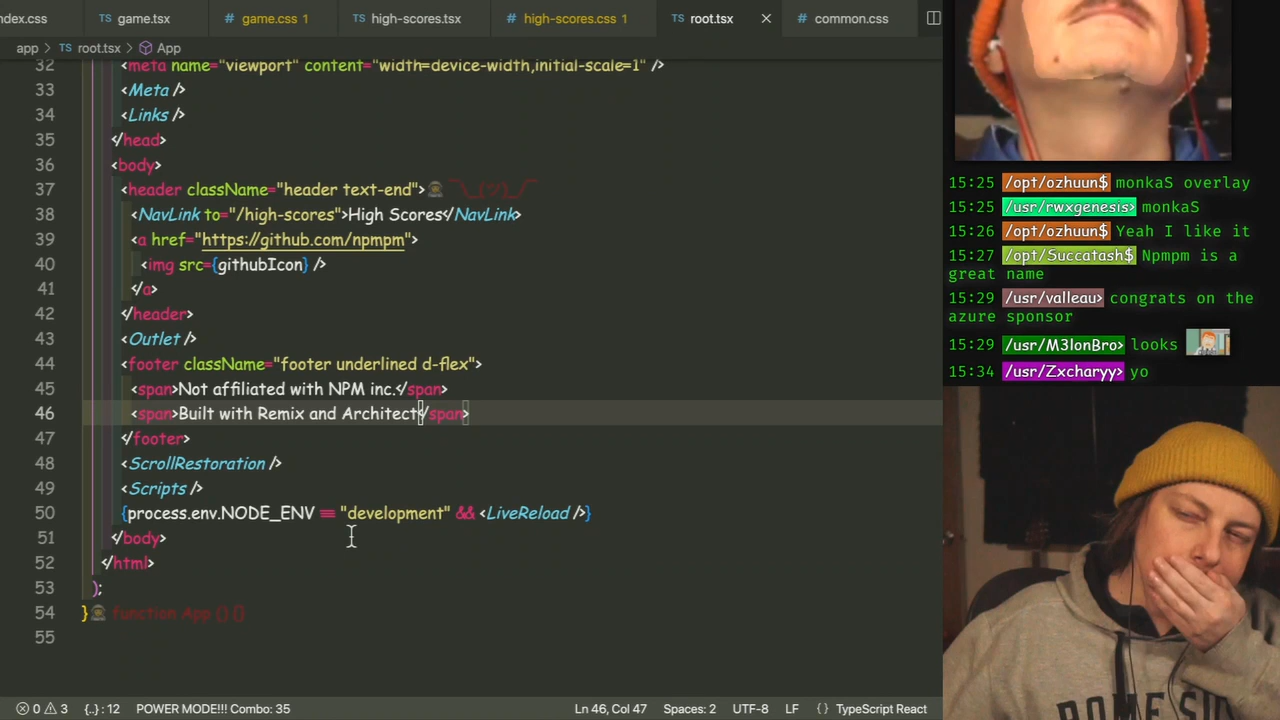 ndex.css
TS game.tsx
# game.css 1
TS high-scores.tsx
# high-scores.css 1
TS root.tsx
# common.css
app > TS root.tsx > App
32 <meta name="viewport" content="width=device-width,initial-scale=1" />
33 <Meta />
34 <Links />
35 </head>
36 <body>
37 <header className="header text-end"> ¯\_(ツ)_/¯
38 <NavLink to="/high-scores">High Scores</NavLink>
39 <a href="https://github.com/npmpm">
40 <img src={githubIcon} />
41 </a>
42 </header>
43 <Outlet />
44 <footer className="footer underlined d-flex">
45 <span>Not affiliated with NPM inc.</span>
46 <span>Built with Remix and Architect</span>
47 </footer>
48 <ScrollRestoration />
49 <Scripts />
50 {process.env.NODE_ENV === "development" && <LiveReload />}
51 </body>
52 </html>
53 );
54 } function App () {}
55
0 3 {..} : 12 POWER MODE!!! Combo: 35 Ln 46, Col 47 Spaces: 2 UTF-8 LF {} TypeScript React
15:25 /opt/ozhuun$ monkaS overlay
15:25 /usr/rwxgenesis> monkaS
15:26 /opt/ozhuun$ Yeah I like it
15:27 /opt/Succatash$ Npmpm is a
great name
15:29 /usr/valleau> congrats on the
azure sponsor
15:29 /usr/M3lonBro> looks
15:34 /usr/Zxcharyy> yo